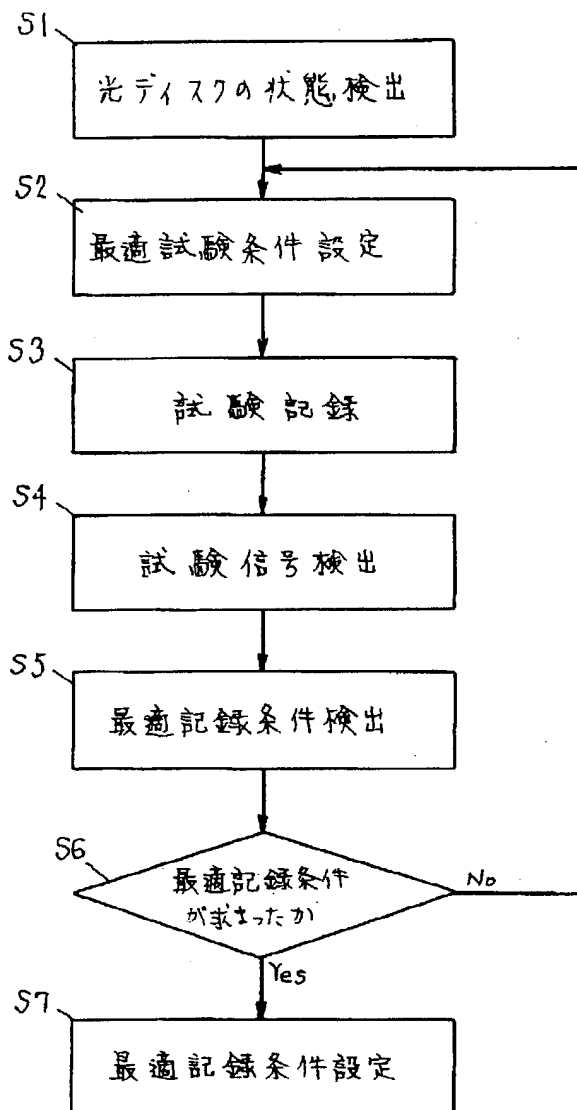 S1
光ディスクの状態検出
S2
最適試験条件設定
S3
試験記録
S4
試験信号検出
S5
最適記録条件検出
S6
最適記録条件
が求まったか
No
Yes
S7
最適記録条件設定